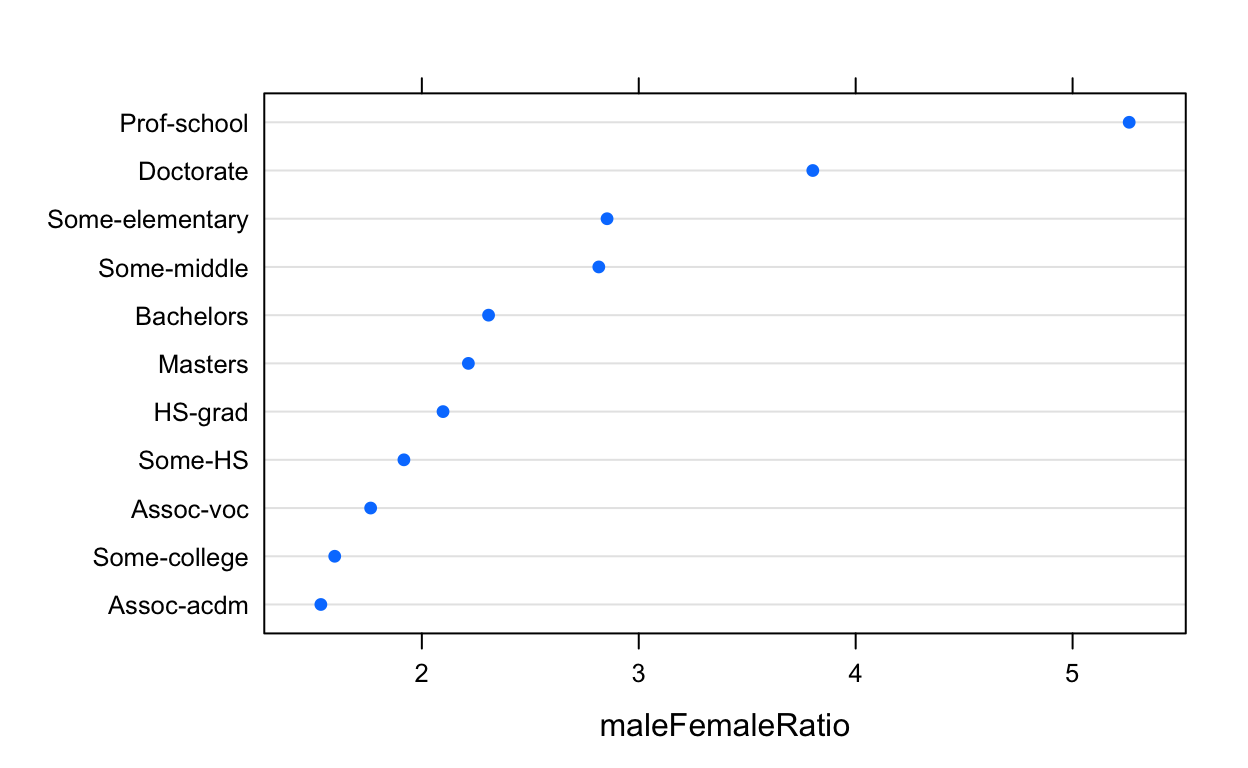 Prof-school
Doctorate
Some-elementary
Some-middle
Bachelors
Masters
HS-grad
Some-HS
Assoc-voc
Some-college
Assoc-acdm
2 3 4 5
maleFemaleRatio